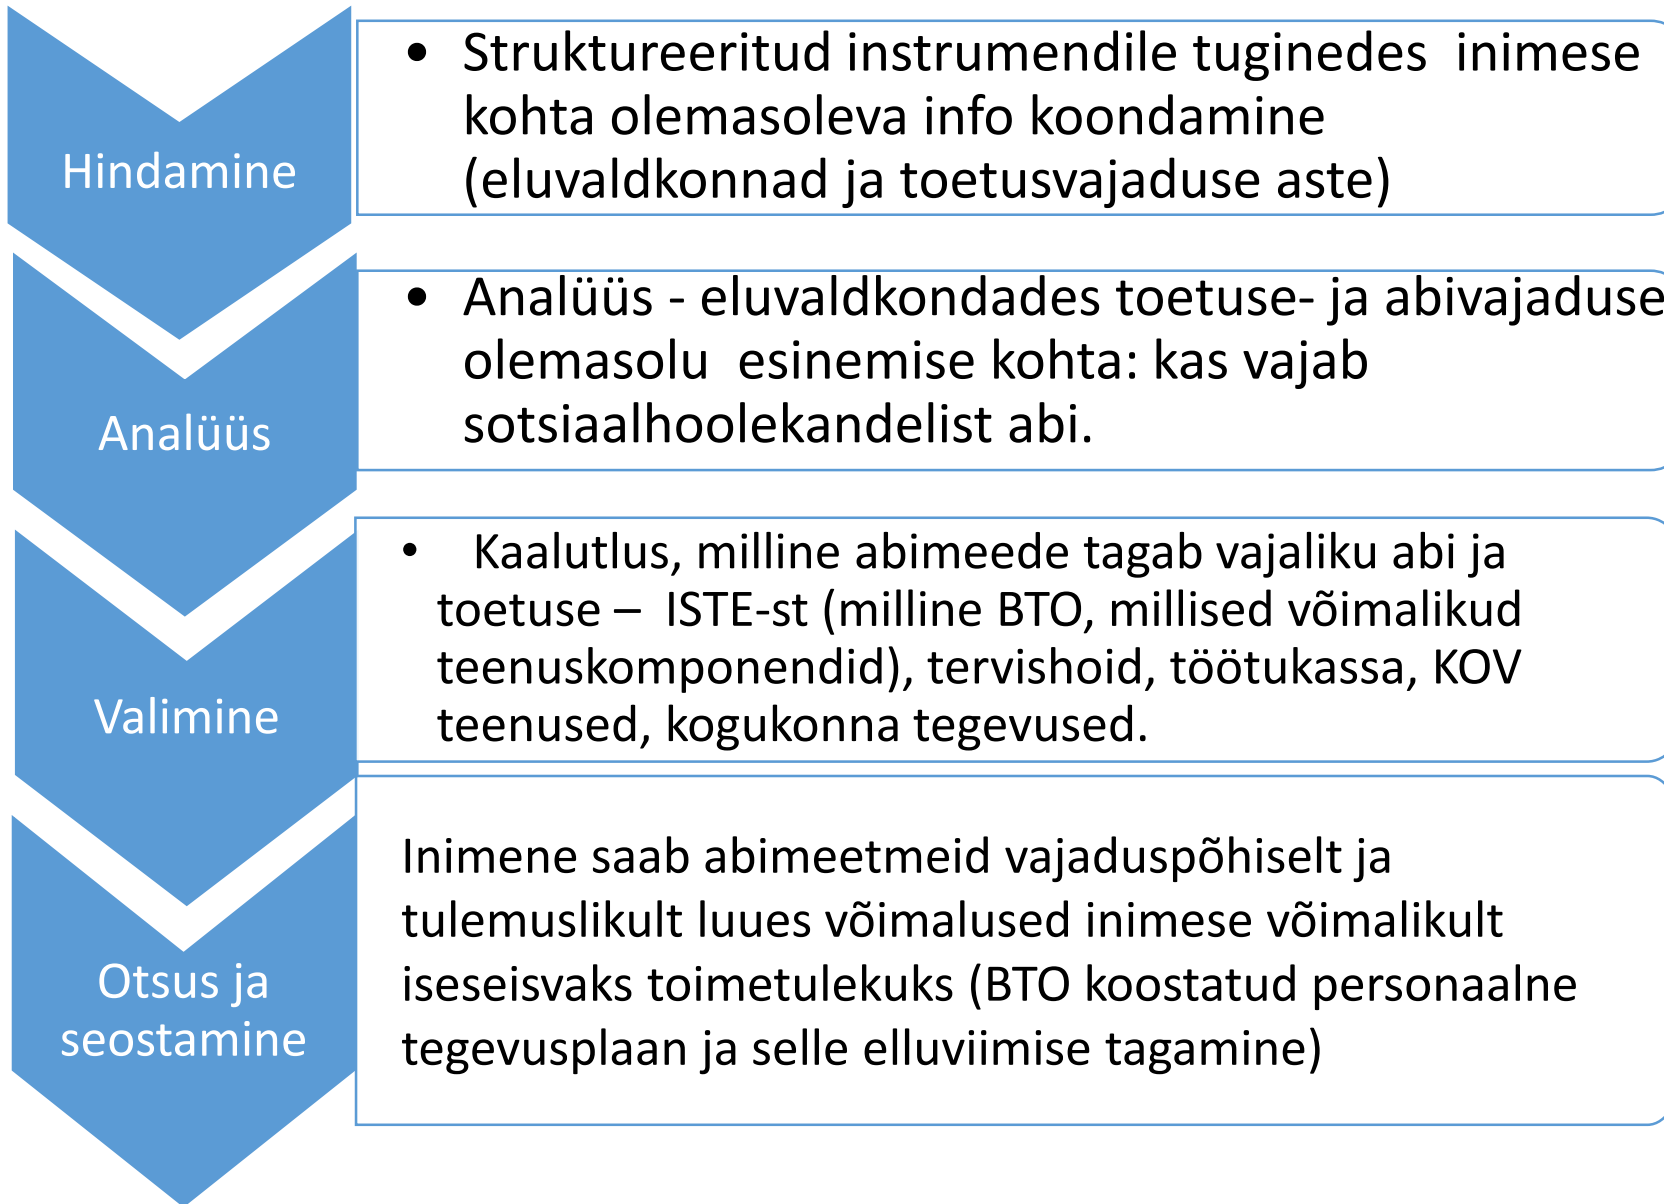 Hindamine
• Struktureeritud instrumendile tuginedes  inimese
kohta olemasoleva info koondamine
(eluvaldkonnad ja toetusvajaduse aste)
Analüüs
• Analüüs - eluvaldkondades toetuse- ja abivajaduse
olemasolu  esinemise kohta: kas vajab
sotsiaalhoolekandelist abi.
Valimine
• Kaalutlus, milline abimeede tagab vajaliku abi ja
toetuse –  ISTE-st (milline BTO, millised võimalikud
teenuskomponendid), tervishoid, töötukassa, KOV
teenused, kogukonna tegevused.
Otsus ja
seostamine
Inimene saab abimeetmeid vajaduspõhiselt ja
tulemuslikult luues võimalused inimese võimalikult
iseseisvaks toimetulekuks (BTO koostatud personaalne
tegevusplaan ja selle elluviimise tagamine)